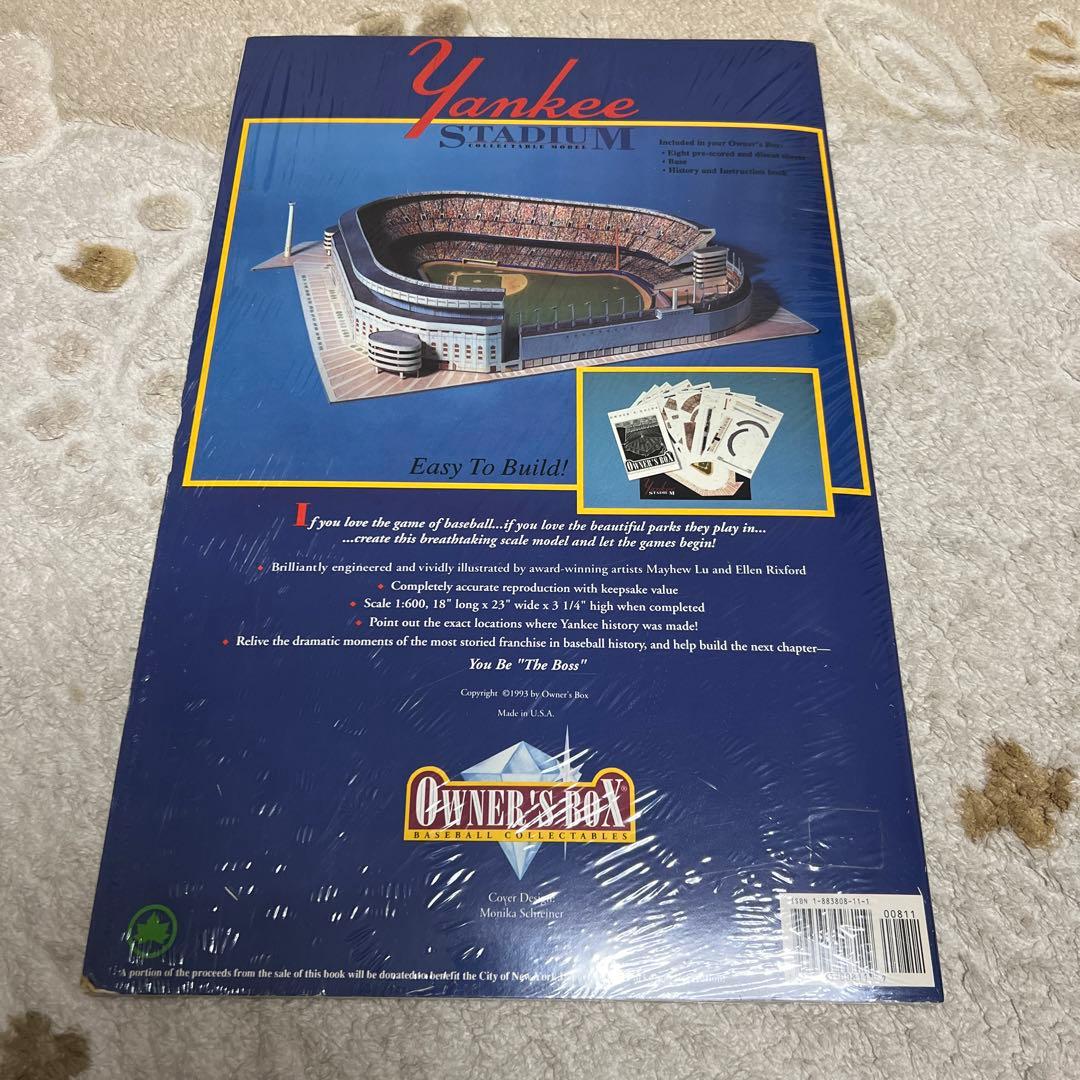 Yankee
STADIUM
COLLECTABLE MODEL
Included in your Owner's Box:
• Eight pre-scored and diecut sheets
• Base
• History and Instruction book
OWNER'S BOX
Yankee
STADIUM
Easy To Build!
If you love the game of baseball...if you love the beautiful parks they play in...
...create this breathtaking scale model and let the games begin!
• Brilliantly engineered and vividly illustrated by award-winning artists Mayhew Lu and Ellen Rixford
• Completely accurate reproduction with keepsake value
• Scale 1:600, 18" long x 23" wide x 3 1/4" high when completed
• Point out the exact locations where Yankee history was made!
• Relive the dramatic moments of the most storied franchise in baseball history, and help build the next chapter—
You Be "The Boss"
Copyright ©1993 by Owner's Box
Made in U.S.A.
OWNER'S BOX®
BASEBALL COLLECTABLES
Cover Design:
Monika Schreiner
ISBN 1-883808-11-1
00811
A portion of the proceeds from the sale of this book will be donated to benefit the City of New York